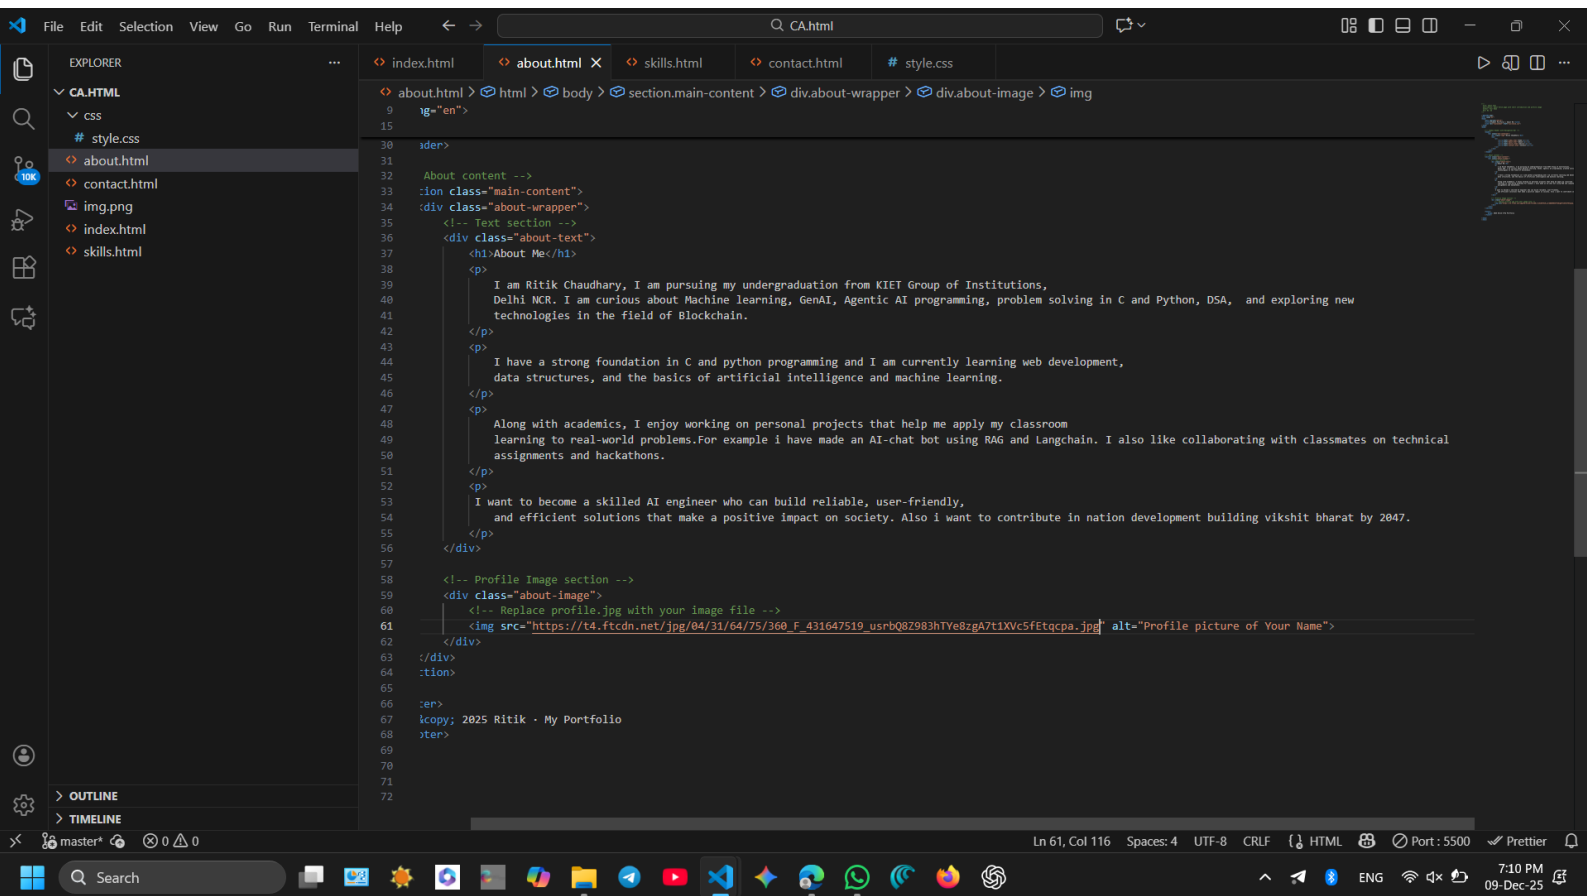 File Edit Selection View Go Run Terminal Help
CA.html
EXPLORER
CA.HTML
css
# style.css
about.html
contact.html
img.png
index.html
skills.html
10K
OUTLINE
TIMELINE
index.html about.html skills.html contact.html # style.css
about.html > html > body > section.main-content > div.about-wrapper > div.about-image > img
9 ng="en">
15
30 ader>
31
32 About content -->
33 tion class="main-content">
34 <div class="about-wrapper">
35 <!-- Text section -->
36 <div class="about-text">
37 <h1>About Me</h1>
38 <p>
39 I am Ritik Chaudhary, I am pursuing my undergraduation from KIET Group of Institutions,
40 Delhi NCR. I am curious about Machine learning, GenAI, Agentic AI programming, problem solving in C and Python, DSA,  and exploring new
41 technologies in the field of Blockchain.
42 </p>
43 <p>
44 I have a strong foundation in C and python programming and I am currently learning web development,
45 data structures, and the basics of artificial intelligence and machine learning.
46 </p>
47 <p>
48 Along with academics, I enjoy working on personal projects that help me apply my classroom
49 learning to real-world problems.For example i have made an AI-chat bot using RAG and Langchain. I also like collaborating with classmates on technical
50 assignments and hackathons.
51 </p>
52 <p>
53 I want to become a skilled AI engineer who can build reliable, user-friendly,
54 and efficient solutions that make a positive impact on society. Also i want to contribute in nation development building vikshit bharat by 2047.
55 </p>
56 </div>
57
58 <!-- Profile Image section -->
59 <div class="about-image">
60 <!-- Replace profile.jpg with your image file -->
61 <img src="https://t4.ftcdn.net/jpg/04/31/64/75/360_F_431647519_usrbQ8Z983hTYe8zgA7t1XVc5fEtqcpa.jpg" alt="Profile picture of Your Name">
62 </div>
63 </div>
64 ction>
65
66 ter>
67 &copy; 2025 Ritik · My Portfolio
68 oter>
69
70
71
72
master* 0 0
Ln 61, Col 116 Spaces: 4 UTF-8 CRLF HTML Port : 5500 Prettier
Search
ENG
7:10 PM
09-Dec-25